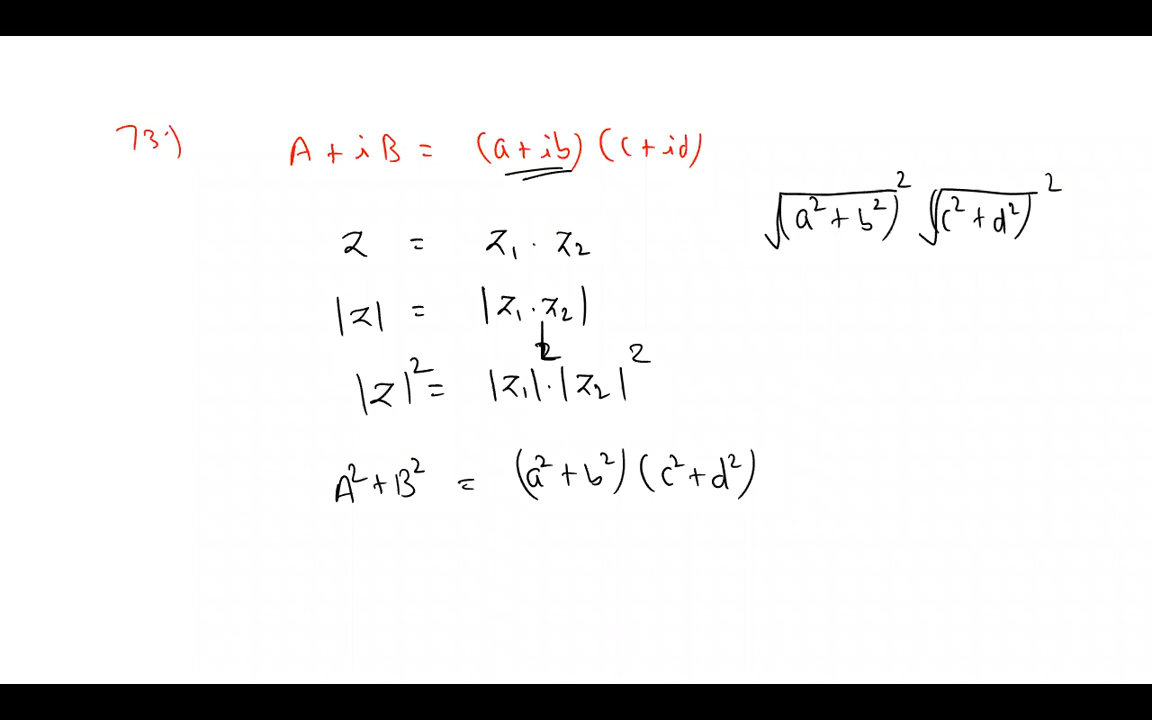 73·)
A + iB = (a + ib) (c + id)
√(a² + b²)² √(c² + d²)²
z = z₁ · z₂
|z| = |z₁ · z₂|
|z|² = |z₁|² · |z₂|²
A² + B² = (a² + b²) (c² + d²)